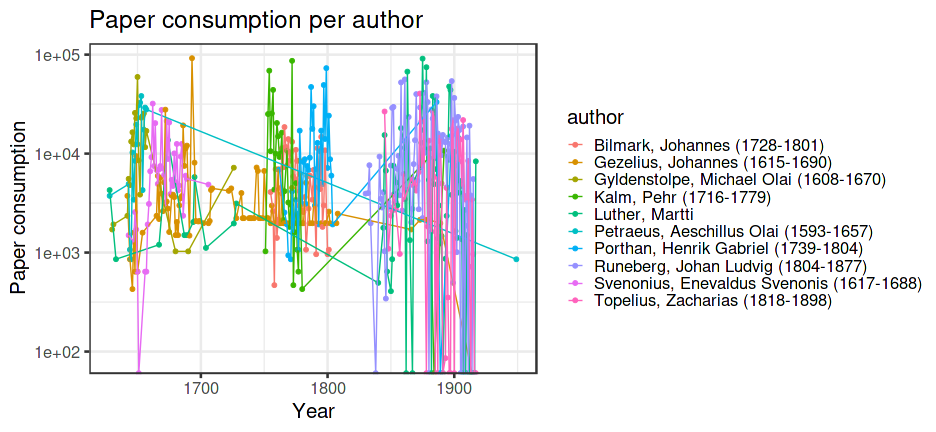 Paper consumption per author
Paper consumption
1e+05
1e+04
1e+03
1e+02
1700
1800
1900
Year
author
Bilmark, Johannes (1728-1801)
Gezelius, Johannes (1615-1690)
Gyldenstolpe, Michael Olai (1608-1670)
Kalm, Pehr (1716-1779)
Luther, Martti
Petraeus, Aeschillus Olai (1593-1657)
Porthan, Henrik Gabriel (1739-1804)
Runeberg, Johan Ludvig (1804-1877)
Svenonius, Enevaldus Svenonis (1617-1688)
Topelius, Zacharias (1818-1898)